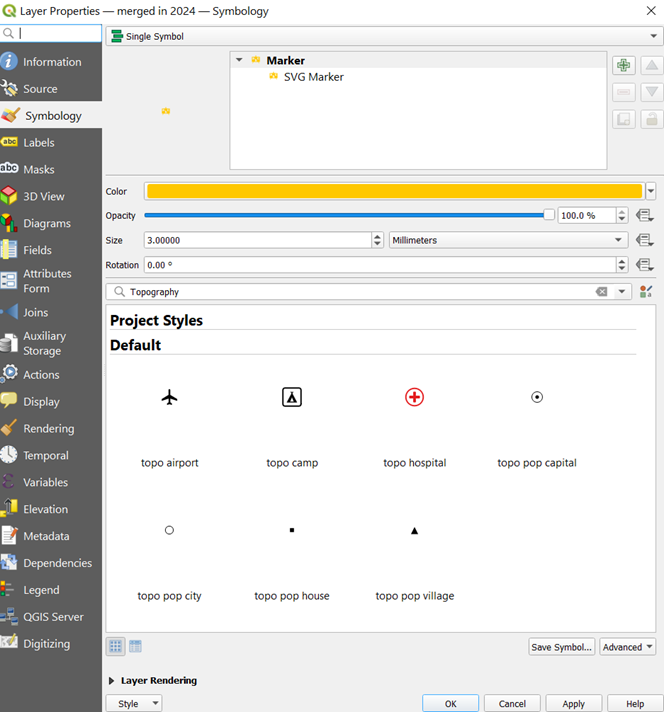 Layer Properties — merged in 2024 — Symbology
Single Symbol
Information
Source
Symbology
Labels
Masks
3D View
Diagrams
Fields
Attributes
Form
Joins
Auxiliary
Storage
Actions
Display
Rendering
Temporal
Variables
Elevation
Metadata
Dependencies
Legend
QGIS Server
Digitizing
Marker
SVG Marker
Color
Opacity 100.0 %
Size 3.00000 Millimeters
Rotation 0.00 °
Topography
Project Styles
Default
topo airport topo camp topo hospital topo pop capital
topo pop city topo pop house topo pop village
Save Symbol... Advanced
Layer Rendering
Style OK Cancel Apply Help